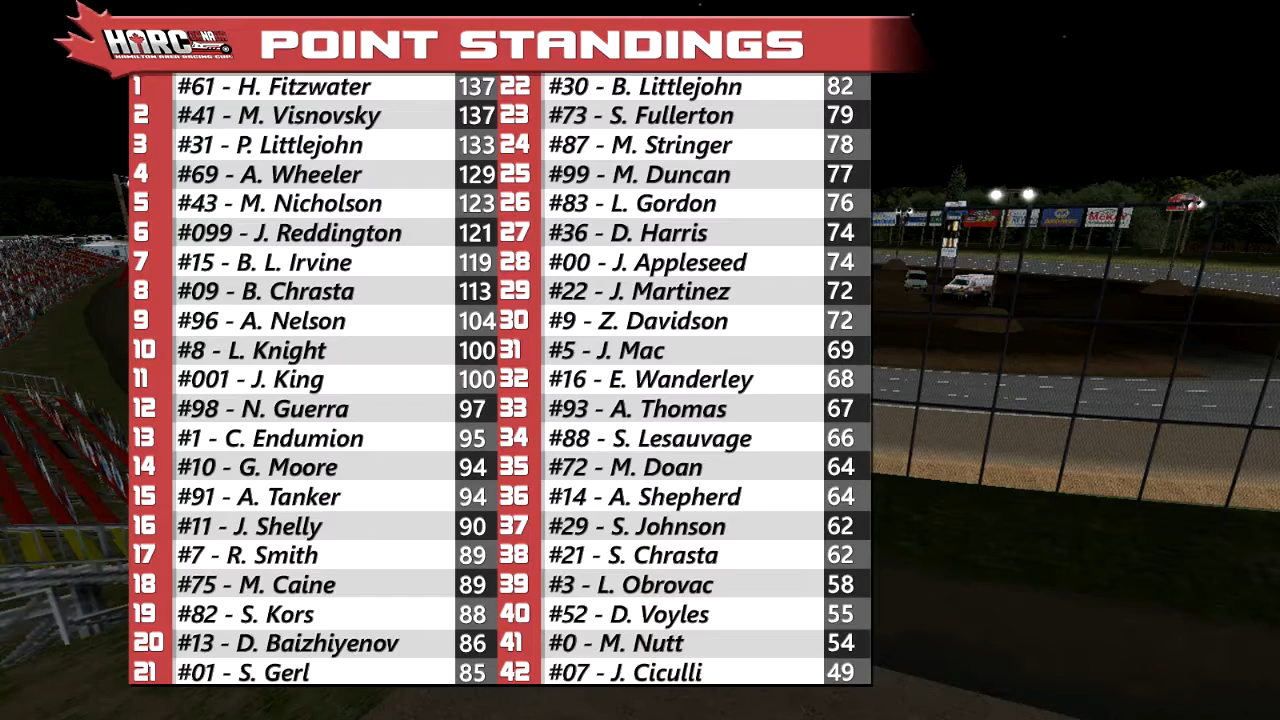 HARC NA
HAMILTON AREA RACING CUP
POINT STANDINGS
1 #61 - H. Fitzwater 137
2 #41 - M. Visnovsky 137
3 #31 - P. Littlejohn 133
4 #69 - A. Wheeler 129
5 #43 - M. Nicholson 123
6 #099 - J. Reddington 121
7 #15 - B. L. Irvine 119
8 #09 - B. Chrasta 113
9 #96 - A. Nelson 104
10 #8 - L. Knight 100
11 #001 - J. King 100
12 #98 - N. Guerra 97
13 #1 - C. Endumion 95
14 #10 - G. Moore 94
15 #91 - A. Tanker 94
16 #11 - J. Shelly 90
17 #7 - R. Smith 89
18 #75 - M. Caine 89
19 #82 - S. Kors 88
20 #13 - D. Baizhiyenov 86
21 #01 - S. Gerl 85
22 #30 - B. Littlejohn 82
23 #73 - S. Fullerton 79
24 #87 - M. Stringer 78
25 #99 - M. Duncan 77
26 #83 - L. Gordon 76
27 #36 - D. Harris 74
28 #00 - J. Appleseed 74
29 #22 - J. Martinez 72
30 #9 - Z. Davidson 72
31 #5 - J. Mac 69
32 #16 - E. Wanderley 68
33 #93 - A. Thomas 67
34 #88 - S. Lesauvage 66
35 #72 - M. Doan 64
36 #14 - A. Shepherd 64
37 #29 - S. Johnson 62
38 #21 - S. Chrasta 62
39 #3 - L. Obrovac 58
40 #52 - D. Voyles 55
41 #0 - M. Nutt 54
42 #07 - J. Ciculli 49